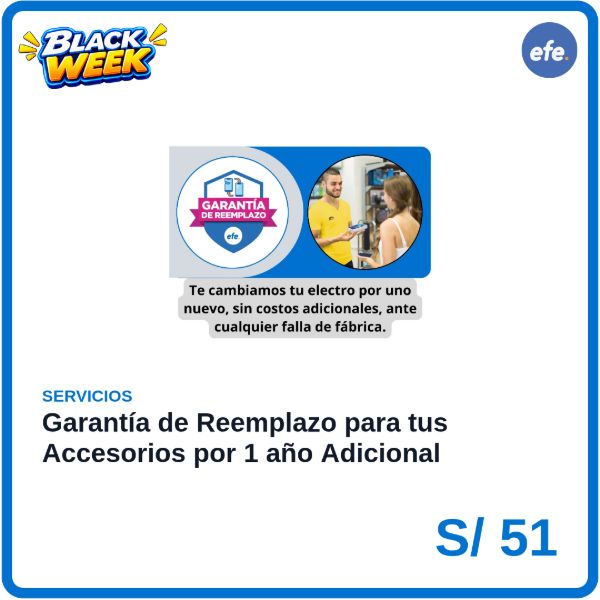 BLACK
WEEK
efe.
GARANTÍA
DE REEMPLAZO
efe.
Te cambiamos tu electro por uno
nuevo, sin costos adicionales, ante
cualquier falla de fábrica.
SERVICIOS
Garantía de Reemplazo para tus
Accesorios por 1 año Adicional
S/ 51